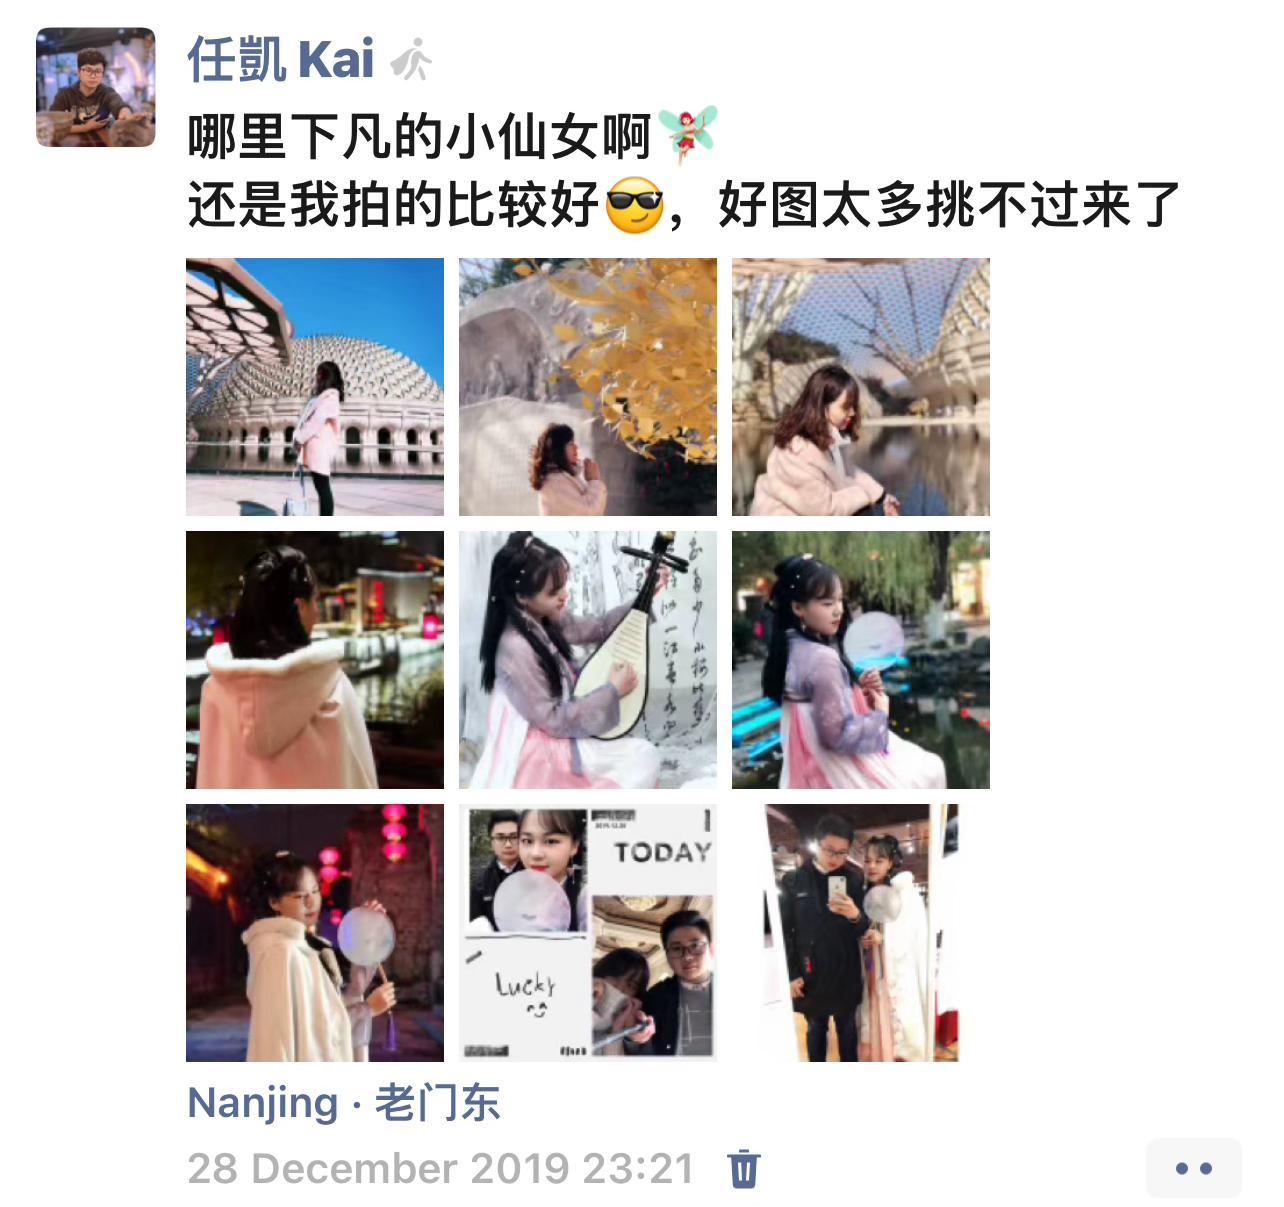 任凱 Kai
哪里下凡的小仙女啊🧚
还是我拍的比较好😎，好图太多挑不过来了
TODAY
Lucky
Nanjing · 老门东
28 December 2019 23:21